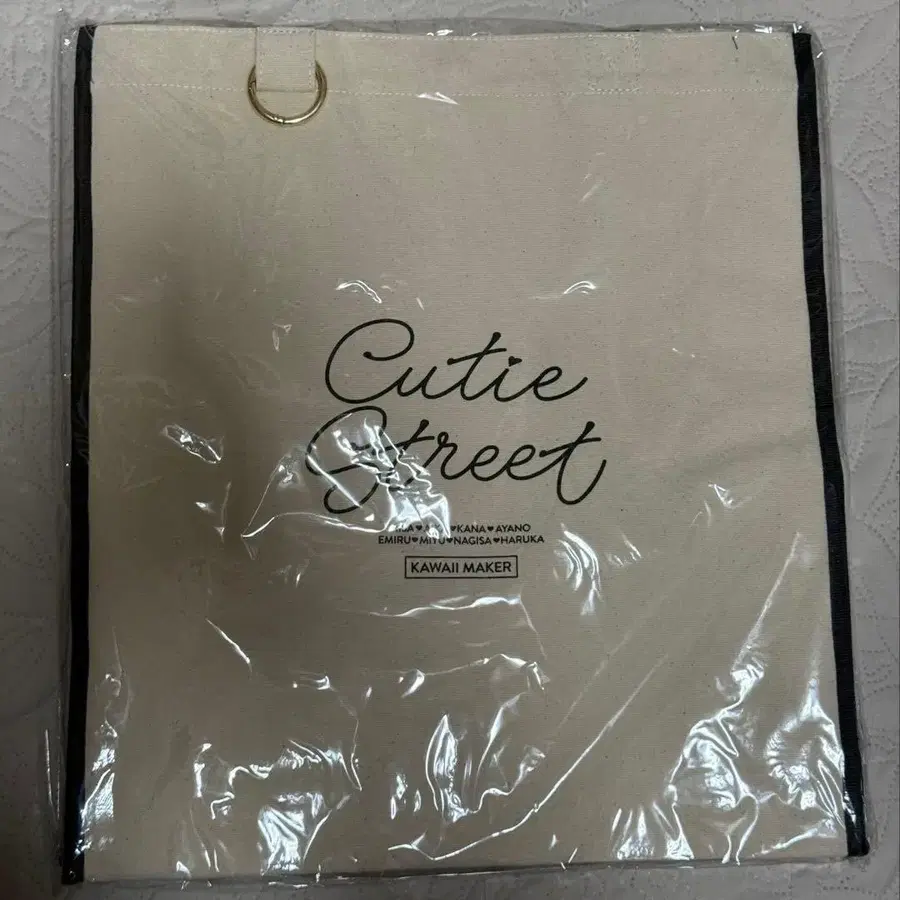 Cutie
Street
♥KANA♥AYANO
EMIRU♥MIYU♥NAGISA♥HARUKA
KAWAII MAKER